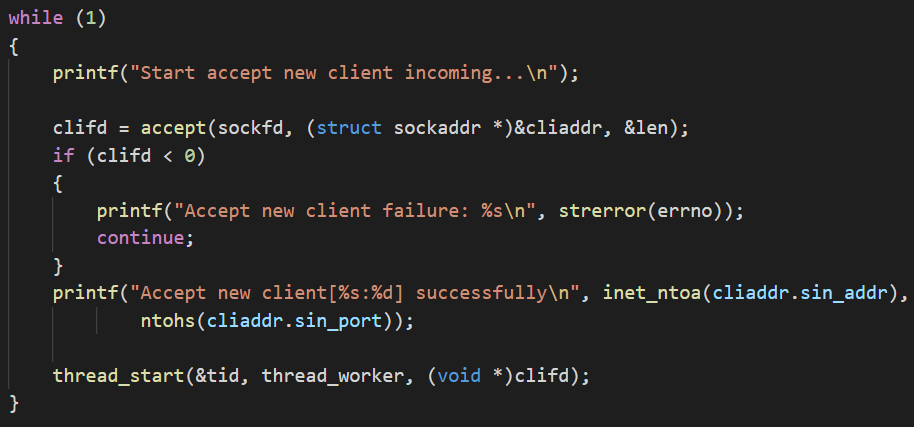 while (1)
{
    printf("Start accept new client incoming...\n");

    clifd = accept(sockfd, (struct sockaddr *)&cliaddr, &len);
    if (clifd < 0)
    {
        printf("Accept new client failure: %s\n", strerror(errno));
        continue;
    }
    printf("Accept new client[%s:%d] successfully\n", inet_ntoa(cliaddr.sin_addr),
            ntohs(cliaddr.sin_port));

    thread_start(&tid, thread_worker, (void *)clifd);
}